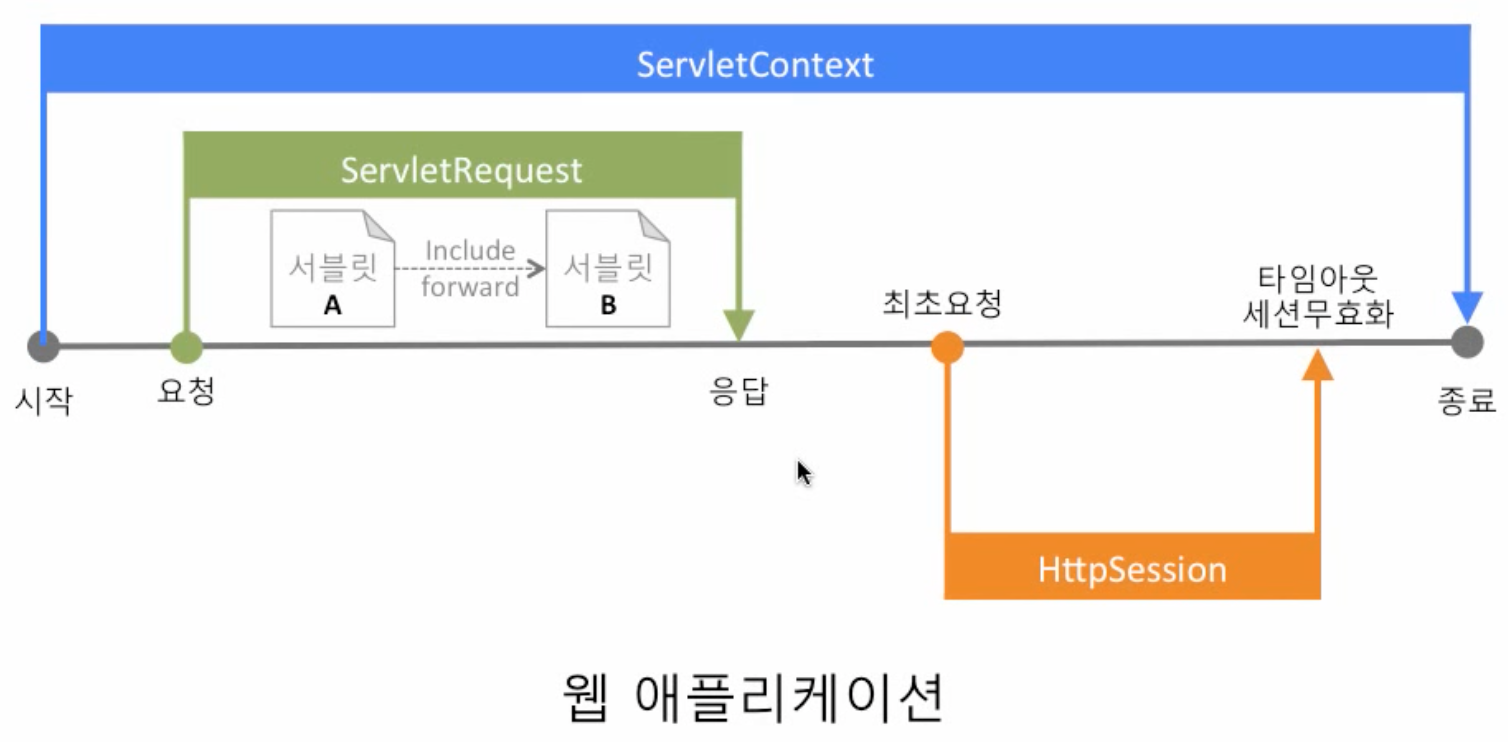 ServletContext
ServletRequest
서블릿
A
Include
forward
서블릿
B
최초요청
타임아웃
세션무효화
시작
요청
응답
종료
HttpSession
웹 애플리케이션